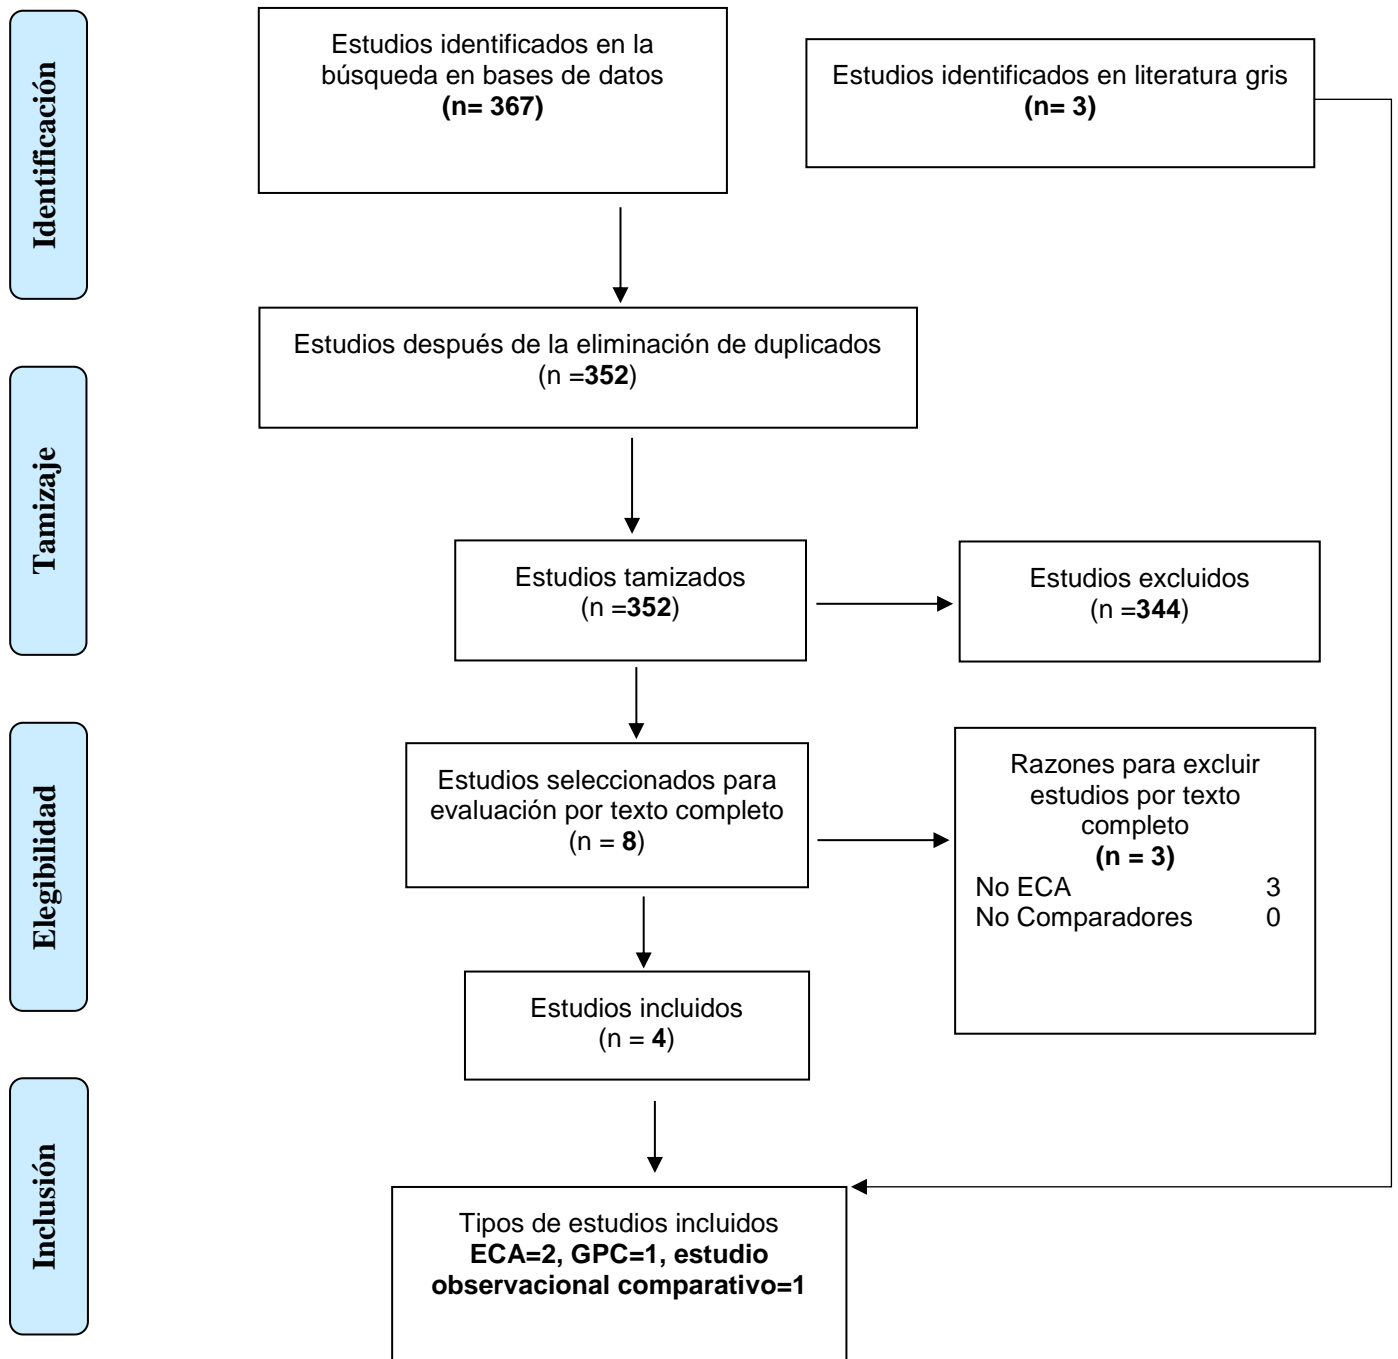 Identificación
Estudios identificados en la
búsqueda en bases de datos
(n= 367)
Estudios identificados en literatura gris
(n= 3)
Estudios después de la eliminación de duplicados
(n =352)
Tamizaje
Estudios tamizados
(n =352)
Estudios excluidos
(n =344)
Elegibilidad
Estudios seleccionados para
evaluación por texto completo
(n = 8)
Razones para excluir
estudios por texto
completo
(n = 3)
No ECA 3
No Comparadores 0
Estudios incluidos
(n = 4)
Inclusión
Tipos de estudios incluidos
ECA=2, GPC=1, estudio
observacional comparativo=1